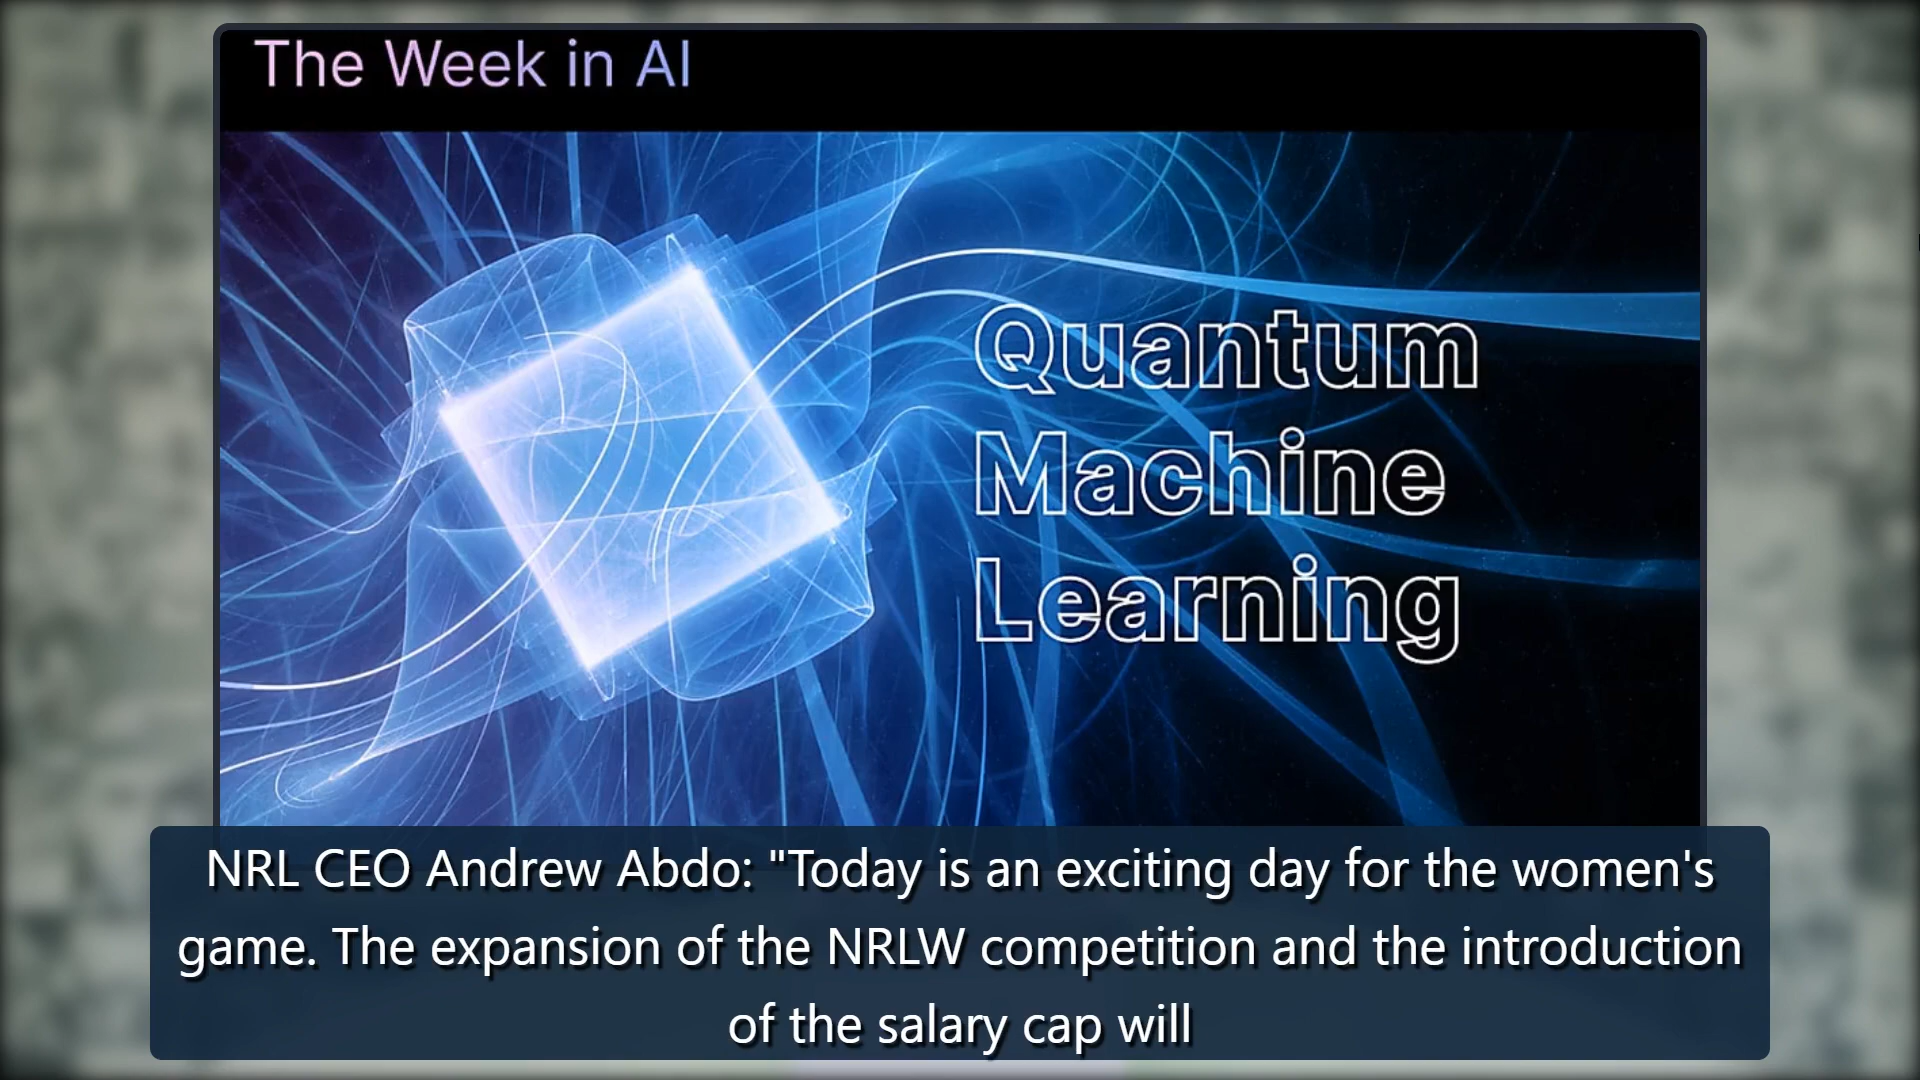 The Week in AI
Quantum
Machine
Learning
NRL CEO Andrew Abdo: "Today is an exciting day for the women's
game. The expansion of the NRLW competition and the introduction
of the salary cap will